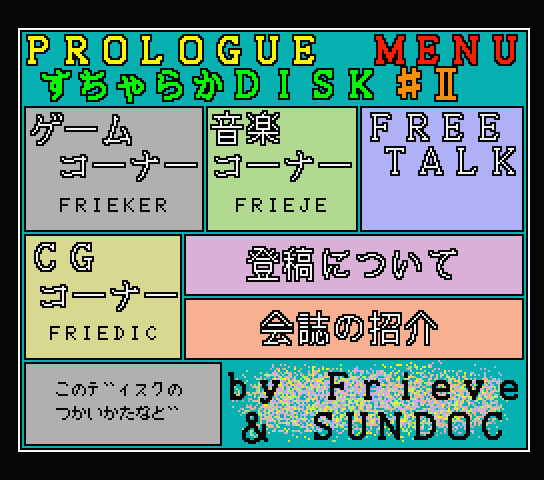 PROLOGUE MENU
すちゃらかDISK #Ⅱ
ゲーム
コーナー
FRIEKER
音楽
コーナー
FRIEJE
FREE
TALK
CG
コーナー
FRIEDIC
登稿について
会誌の紹介
このディスクの
つかいかたなど
by Frieve
& SUNDOC